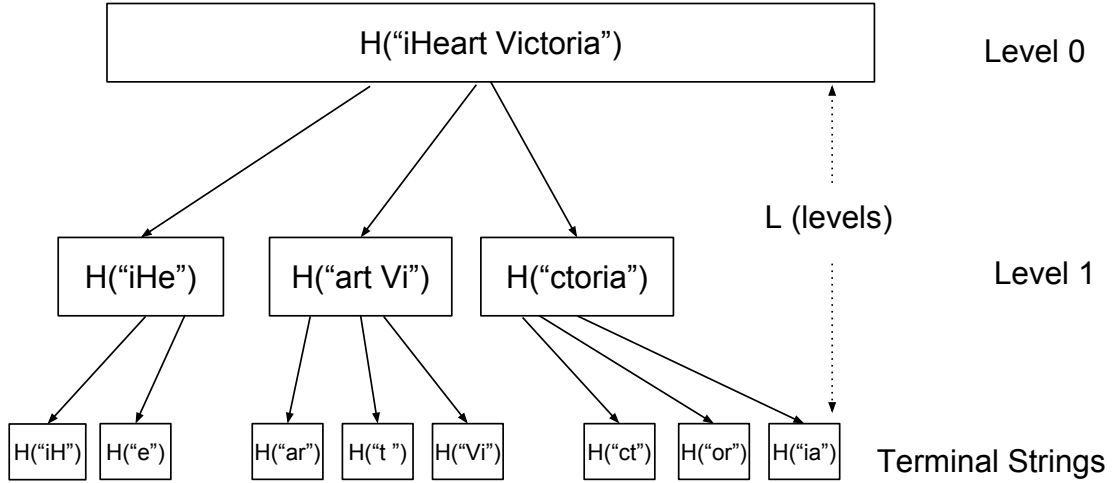 H(“iHeart Victoria”)
Level 0
L (levels)
H(“iHe”)
H(“art Vi”)
H(“ctoria”)
Level 1
H(“iH”)
H(“e”)
H(“ar”)
H(“t ”)
H(“Vi”)
H(“ct”)
H(“or”)
H(“ia”)
Terminal Strings